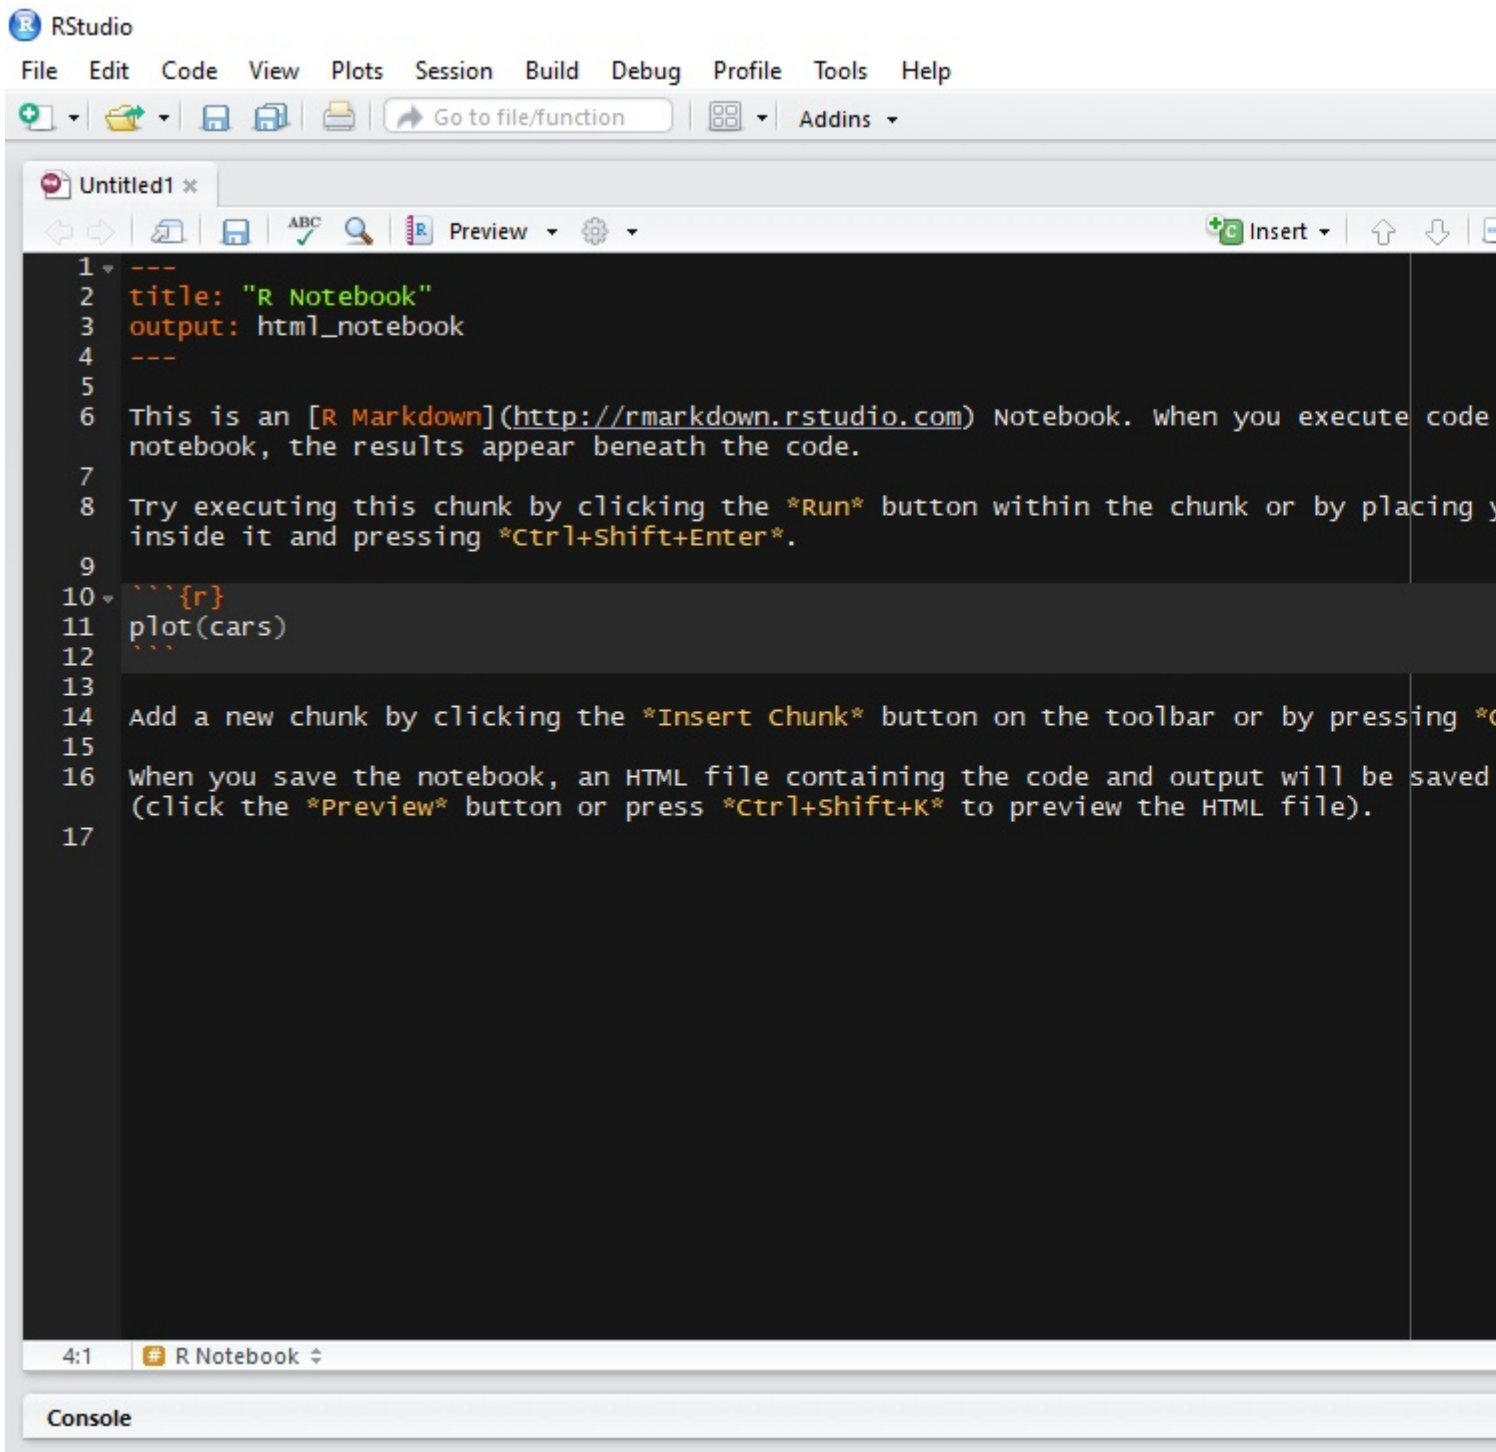 RStudio
File Edit Code View Plots Session Build Debug Profile Tools Help
Go to file/function Addins
Untitled1
ABC Preview Insert
1 ---
2 title: "R Notebook"
3 output: html_notebook
4 ---
5
6 This is an [R Markdown](http://rmarkdown.rstudio.com) Notebook. When you execute code
notebook, the results appear beneath the code.
7
8 Try executing this chunk by clicking the *Run* button within the chunk or by placing
inside it and pressing *Ctrl+Shift+Enter*.
9
10 ```{r}
11 plot(cars)
12 ```
13
14 Add a new chunk by clicking the *Insert Chunk* button on the toolbar or by pressing
15
16 When you save the notebook, an HTML file containing the code and output will be saved
(click the *Preview* button or press *Ctrl+Shift+K* to preview the HTML file).
17
4:1 # R Notebook
Console